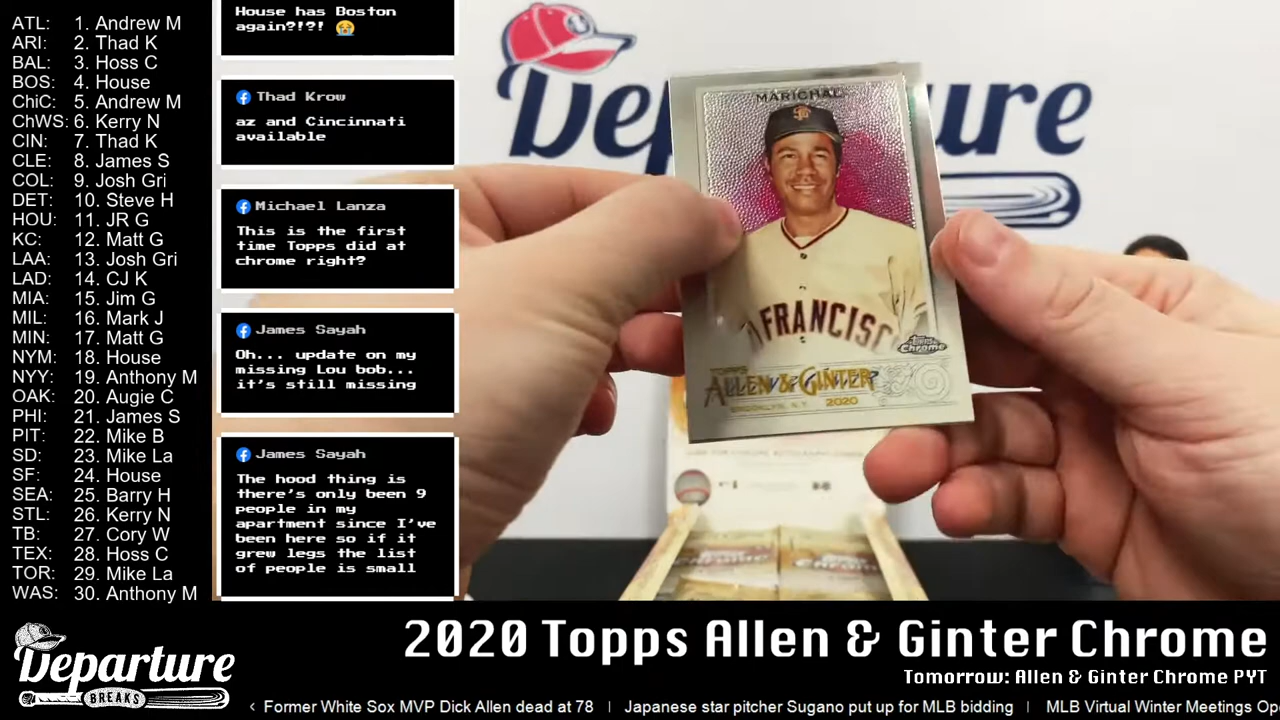 ATL: 1. Andrew M
ARI: 2. Thad K
BAL: 3. Hoss C
BOS: 4. House
ChiC: 5. Andrew M
ChWS: 6. Kerry N
CIN: 7. Thad K
CLE: 8. James S
COL: 9. Josh Gri
DET: 10. Steve H
HOU: 11. JR G
KC: 12. Matt G
LAA: 13. Josh Gri
LAD: 14. CJ K
MIA: 15. Jim G
MIL: 16. Mark J
MIN: 17. Matt G
NYM: 18. House
NYY: 19. Anthony M
OAK: 20. Augie C
PHI: 21. James S
PIT: 22. Mike B
SD: 23. Mike La
SF: 24. House
SEA: 25. Barry H
STL: 26. Kerry N
TB: 27. Cory W
TEX: 28. Hoss C
TOR: 29. Mike La
WAS: 30. Anthony M
House has Boston
again?!?! 😭
Thad Krow
az and Cincinnati
available
Michael Lanza
This is the first
time Topps did at
chrome right?
James Sayah
Oh... update on my
missing Lou bob...
it's still missing
James Sayah
The hood thing is
there's only been 9
people in my
apartment since I've
been here so if it
grew legs the list
of people is small
Dep ture
MARICHAL
SF
FRANCISC
Topps
Chrome
TOPPS
ALLEN & GINTER
BROOKLYN, N.Y. 2020
Departure
BREAKS
2020 Topps Allen & Ginter Chrome
Tomorrow: Allen & Ginter Chrome PYT
‹ Former White Sox MVP Dick Allen dead at 78 | Japanese star pitcher Sugano put up for MLB bidding | MLB Virtual Winter Meetings Op